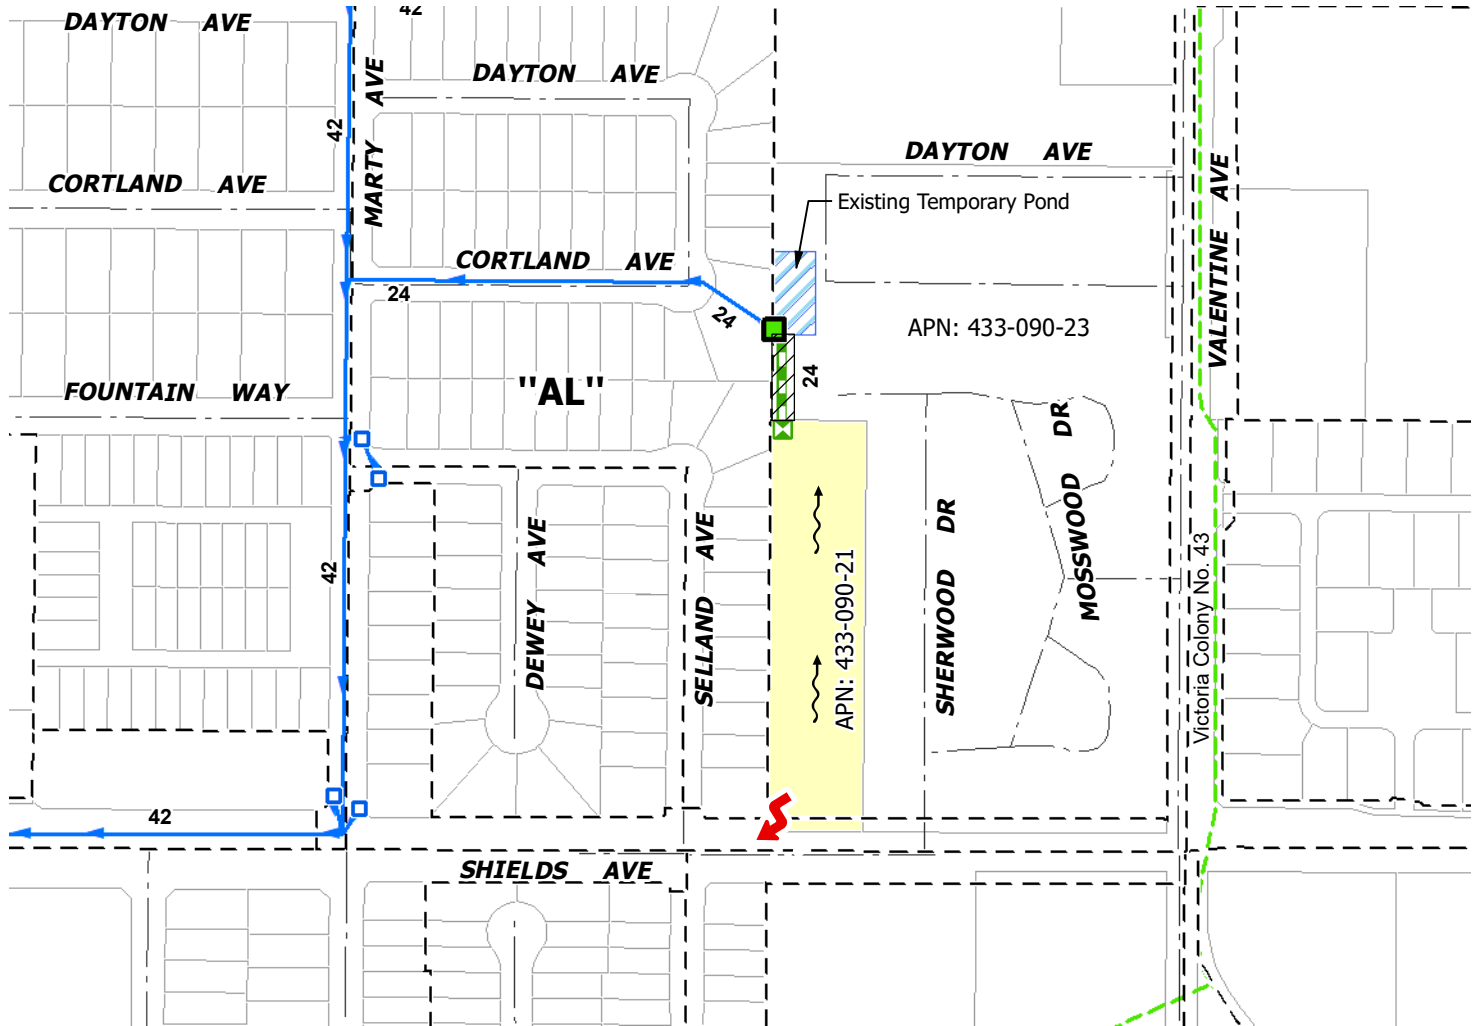 42
DAYTON AVE
DAYTON AVE
MARTY AVE
42
DAYTON AVE
CORTLAND AVE
VALENTINE AVE
Existing Temporary Pond
CORTLAND AVE
24
24
APN: 433-090-23
24
FOUNTAIN WAY
"AL"
MOSSWOOD DR
SHERWOOD DR
DEWEY AVE
SELLAND AVE
42
APN: 433-090-21
Victoria Colony No. 43
42
SHIELDS AVE